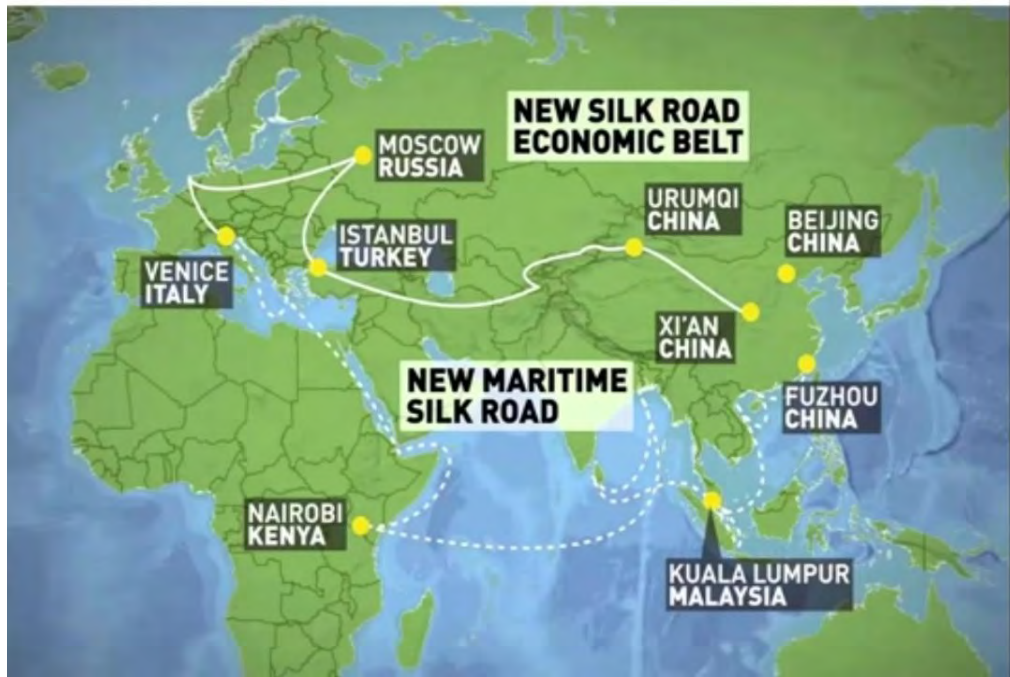 NEW SILK ROAD
ECONOMIC BELT
MOSCOW
RUSSIA
URUMQI
CHINA
BEIJING
CHINA
ISTANBUL
TURKEY
VENICE
ITALY
XI'AN
CHINA
NEW MARITIME
SILK ROAD
FUZHOU
CHINA
NAIROBI
KENYA
KUALA LUMPUR
MALAYSIA